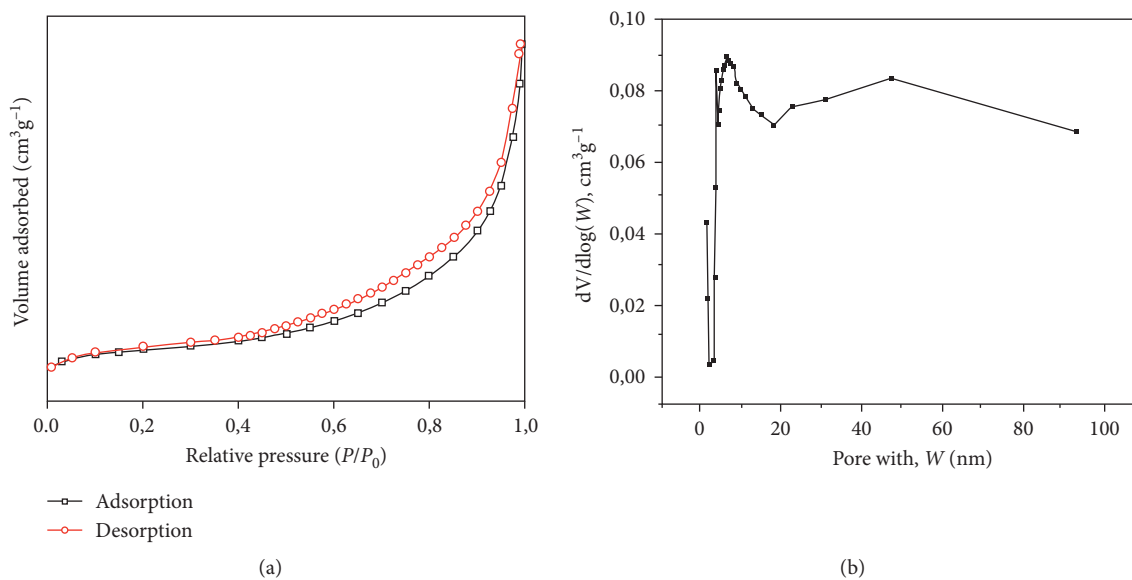 Volume adsorbed (cm³g⁻¹)
0.0 0,2 0,4 0,6 0,8 1,0
Relative pressure (P/P₀)
Adsorption
Desorption
(a)
dV/dlog(W), cm³g⁻¹
0,10
0,08
0,06
0,04
0,02
0,00
0 20 40 60 80 100
Pore with, W (nm)
(b)